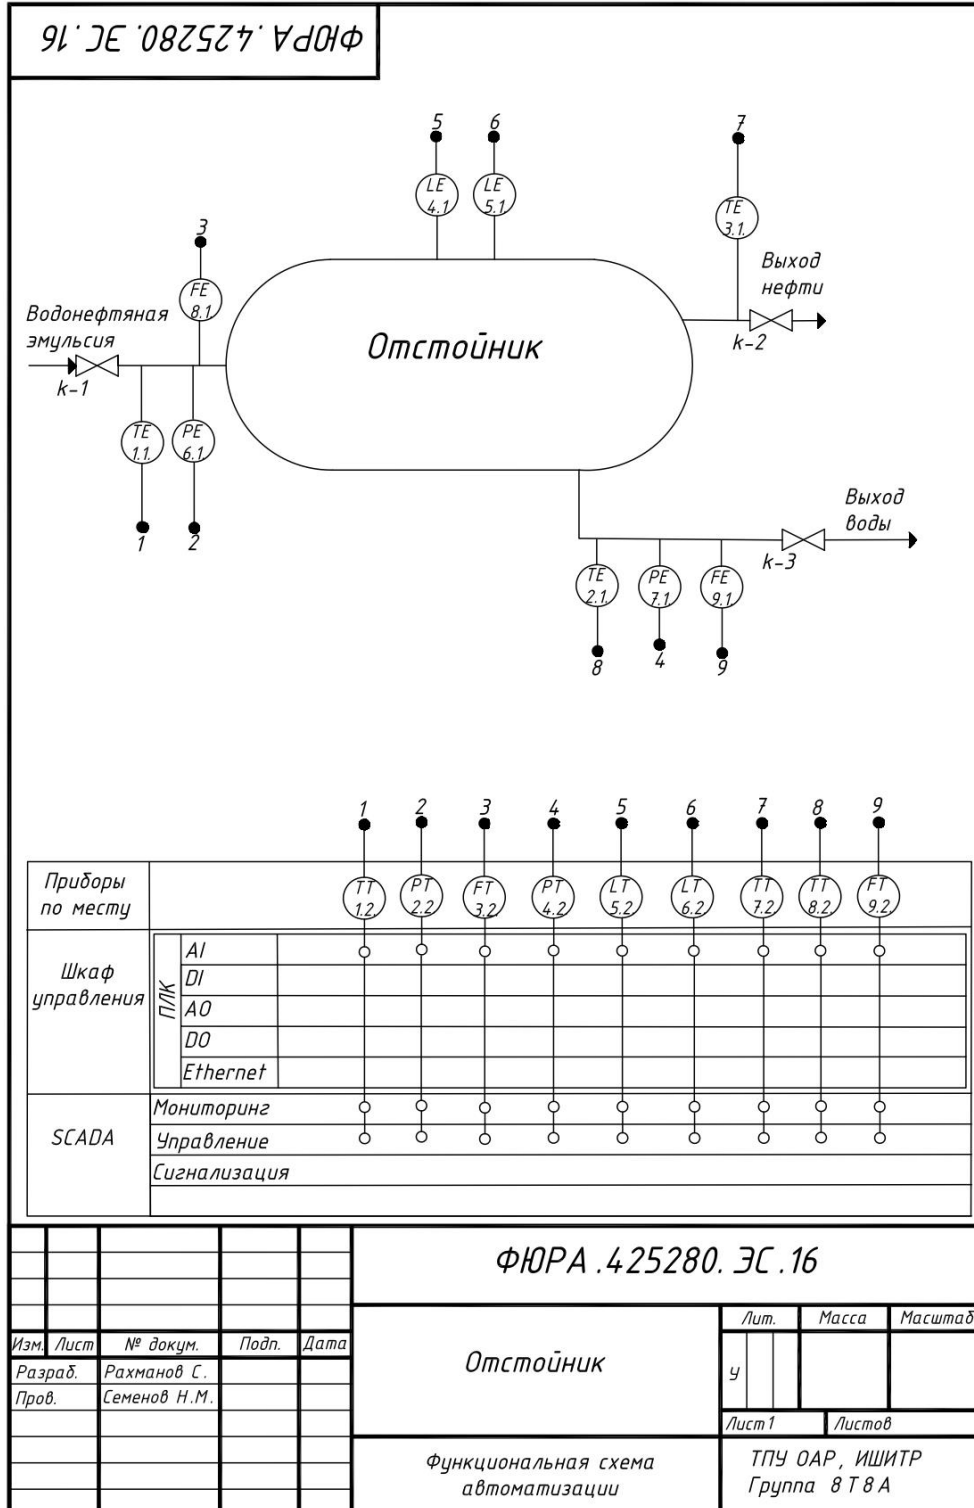 ФЮРА.425280. ЭС.16
5
6
7
LE
4.1
LE
5.1
TE
3.1.
3
FE
8.1
Водонефтяная
эмульсия
k-1
Отстойник
Выход
нефти
k-2
TE
1.1.
PE
6.1.
1
2
Выход
воды
k-3
TE
2.1.
PE
7.1
FE
9.1.
8
4
9
1
2
3
4
5
6
7
8
9
Приборы
по месту
TT
1.2.
PT
2.2
FT
3.2.
PT
4.2
LT
5.2
LT
6.2
TT
7.2
TT
8.2.
FT
9.2.
Шкаф
управления
ПЛК
AI
DI
AO
DO
Ethernet
SCADA
Мониторинг
Управление
Сигнализация
ФЮРА.425280. ЭС.16
Изм. Лист № докум. Подп. Дата
Разраб. Рахманов С.
Пров. Семенов Н.М.
Отстойник
Лит. Масса Масштаб
У
Лист1 Листов
Функциональная схема
автоматизации
ТПУ ОАР, ИШИТР
Группа 8Т8А